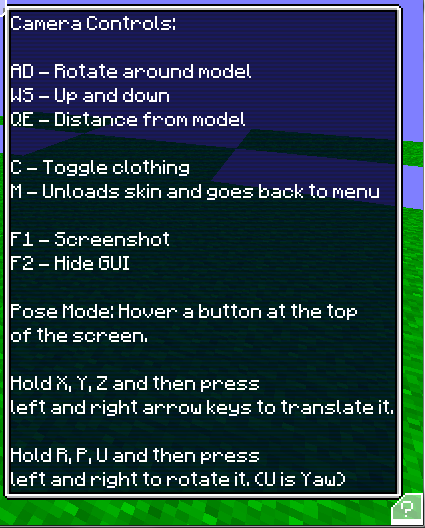 Camera Controls:
AD - Rotate around model
WS - Up and down
QE - Distance from model
C - Toggle clothing
M - Unloads skin and goes back to menu
F1 - Screenshot
F2 - Hide GUI
Pose Mode: Hover a button at the top
of the screen.
Hold X, Y, Z and then press
left and right arrow keys to translate it.
Hold R, P, U and then press
left and right to rotate it. (U is Yaw)
?